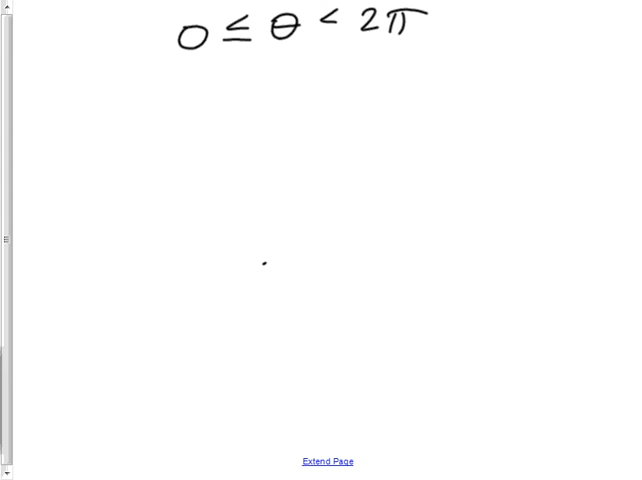 0 ≤ θ < 2π
Extend Page